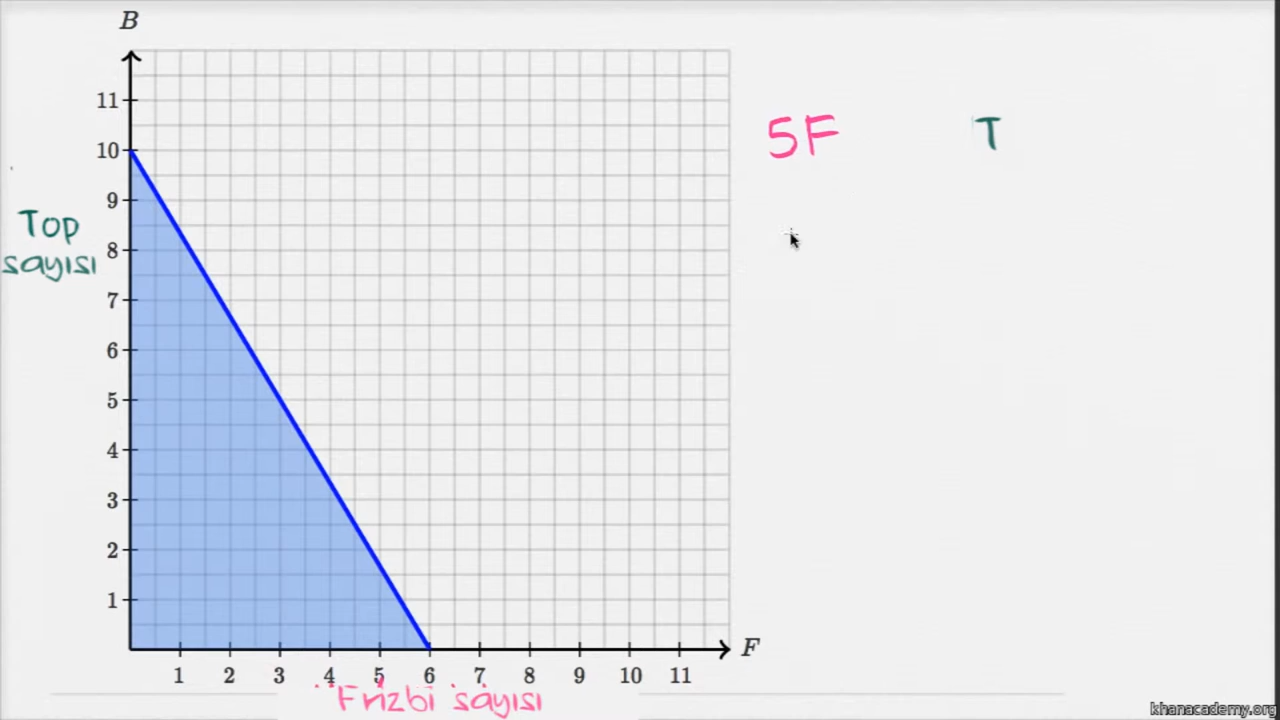 B
5F T
11
10
9
8
7
6
5
4
3
2
1
Top
sayısı
1 2 3 4 5 6 7 8 9 10 11 F
Frizbi sayısı
khanacademy.org